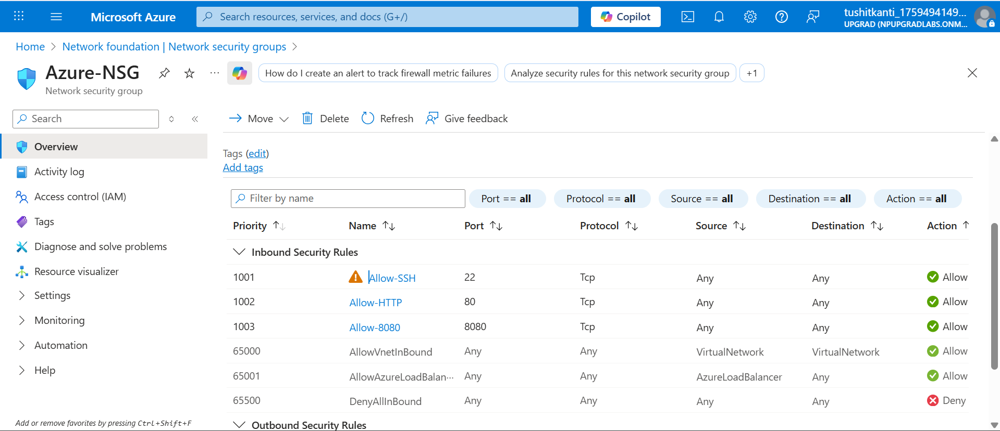 Microsoft Azure
Search resources, services, and docs (G+/)
Copilot
tushitkanti_1759494149...
UPGRAD (NPUPGRADLABS.ONM...
Home > Network foundation | Network security groups >
Azure-NSG
Network security group
How do I create an alert to track firewall metric failures
Analyze security rules for this network security group
+1
Search
Move
Delete
Refresh
Give feedback
Overview
Activity log
Access control (IAM)
Tags
Diagnose and solve problems
Resource visualizer
Settings
Monitoring
Automation
Help
Add or remove favorites by pressing Ctrl+Shift+F
Tags (edit)
Add tags
Filter by name
Port == all
Protocol == all
Source == all
Destination == all
Action == all
Priority Name Port Protocol Source Destination Action
Inbound Security Rules
1001 Allow-SSH 22 Tcp Any Any Allow
1002 Allow-HTTP 80 Tcp Any Any Allow
1003 Allow-8080 8080 Tcp Any Any Allow
65000 AllowVnetInBound Any Any VirtualNetwork VirtualNetwork Allow
65001 AllowAzureLoadBalan... Any Any AzureLoadBalancer Any Allow
65500 DenyAllInBound Any Any Any Any Deny
Outbound Security Rules